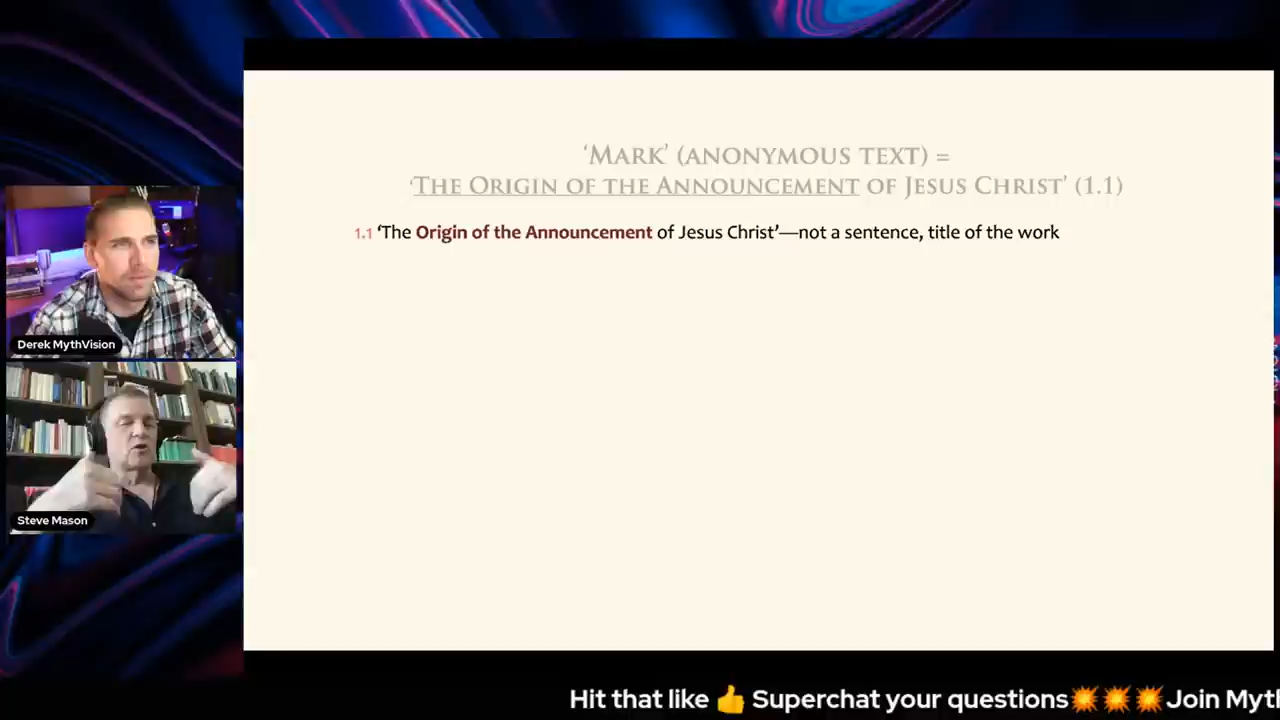 ‘Mark’ (anonymous text) =
‘The Origin of the Announcement of Jesus Christ’ (1.1)
1.1 ‘The Origin of the Announcement of Jesus Christ’—not a sentence, title of the work
Derek MythVision
Steve Mason
Hit that like 👍 Superchat your questions💥💥💥Join Myt